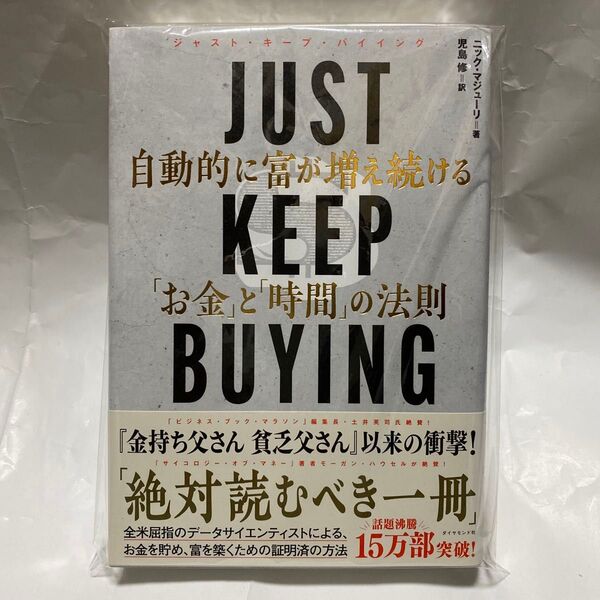 ジャスト・キープ・バイイング
ニック・マジューリ=著
児島 修=訳
JUST
自動的に富が増え続ける
KEEP
「お金」と「時間」の法則
BUYING
「ビジネス・ブック・マラソン」編集長・土井英司氏絶賛!
『金持ち父さん 貧乏父さん』以来の衝撃!
「サイコロジー・オブ・マネー」著者モーガン・ハウセルが絶賛!
「絶対読むべき一冊」
全米屈指のデータサイエンティストによる、
お金を貯め、富を築くための証明済の方法
話題沸騰
15万部突破!
ダイヤモンド社